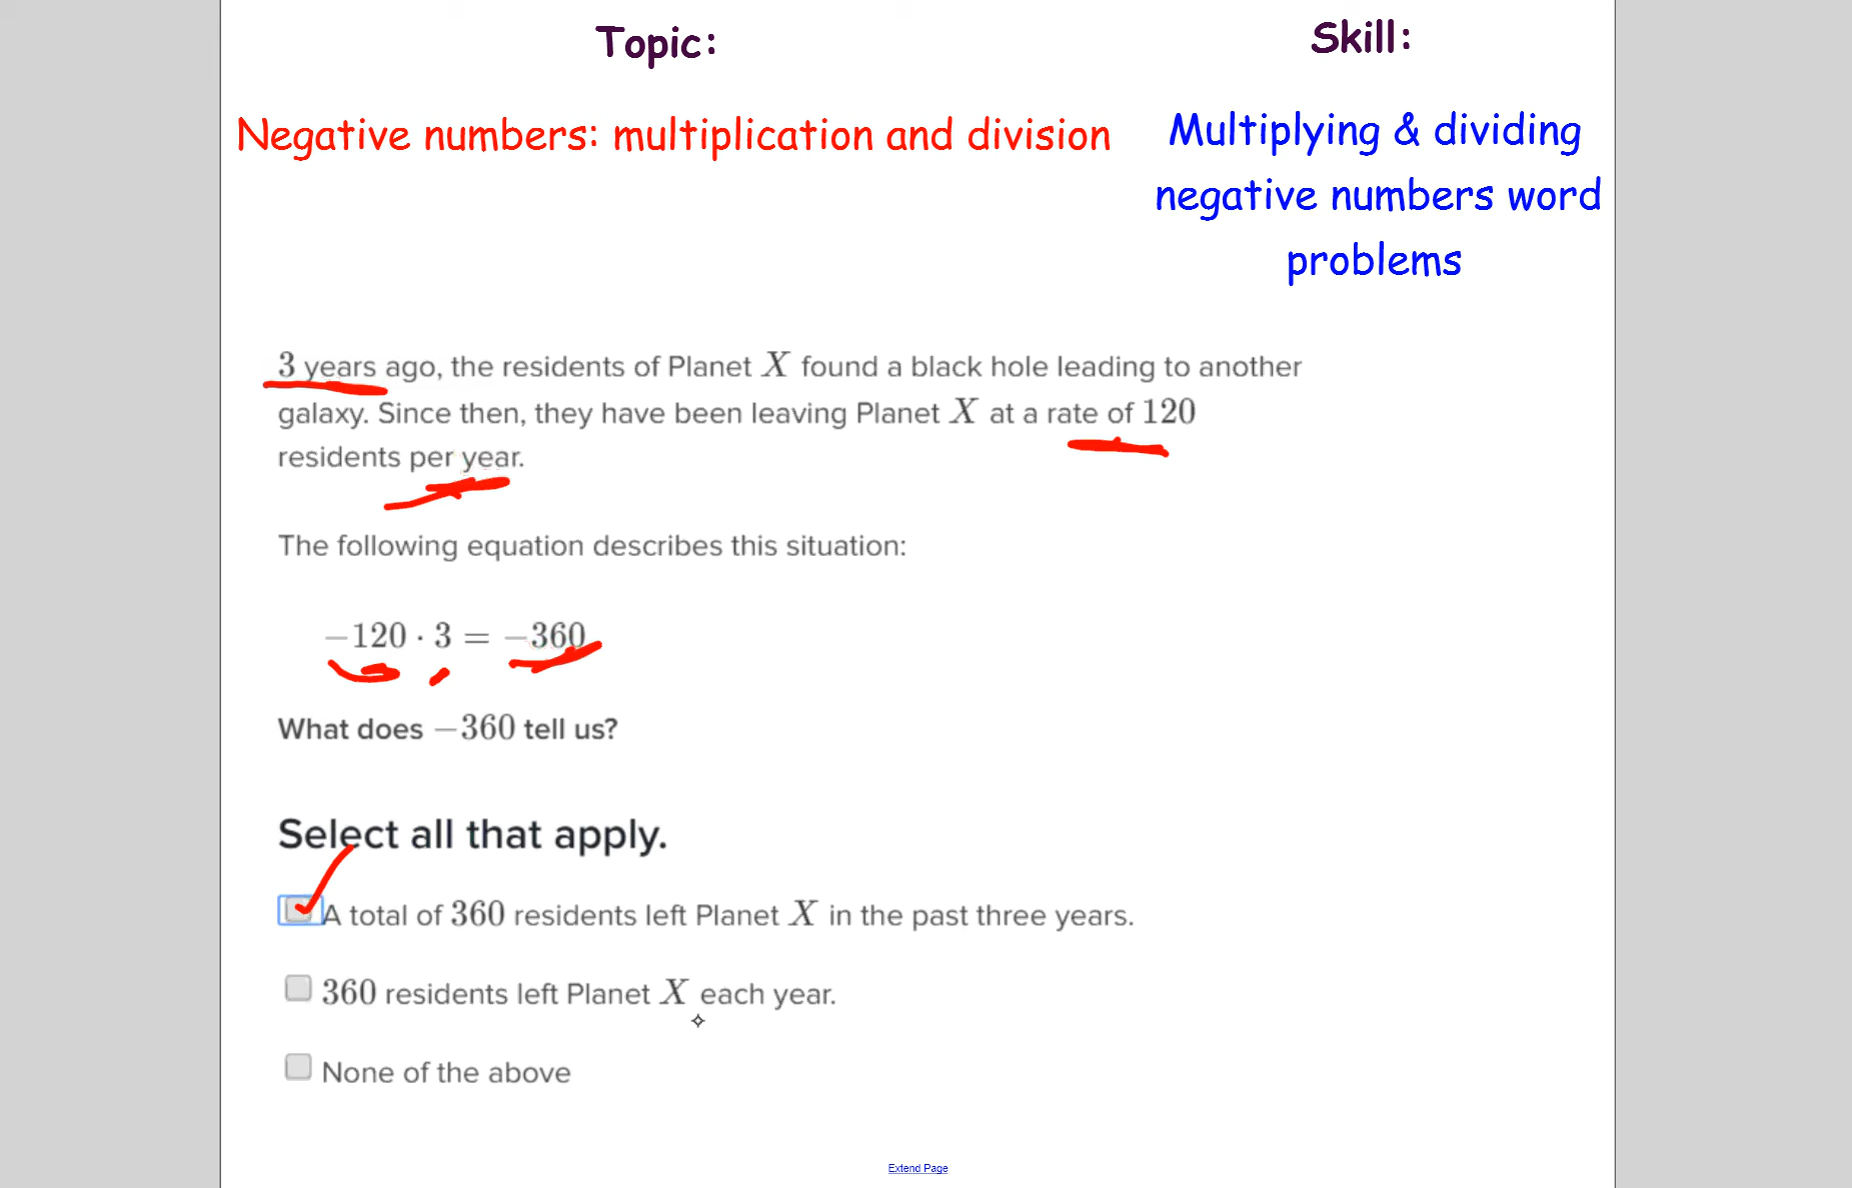 Topic:
Skill:
Negative numbers: multiplication and division
Multiplying & dividing
negative numbers word
problems
3 years ago, the residents of Planet X found a black hole leading to another
galaxy. Since then, they have been leaving Planet X at a rate of 120
residents per year.
The following equation describes this situation:
−120 · 3 = −360
What does −360 tell us?
Select all that apply.
A total of 360 residents left Planet X in the past three years.
360 residents left Planet X each year.
None of the above
Extend Page